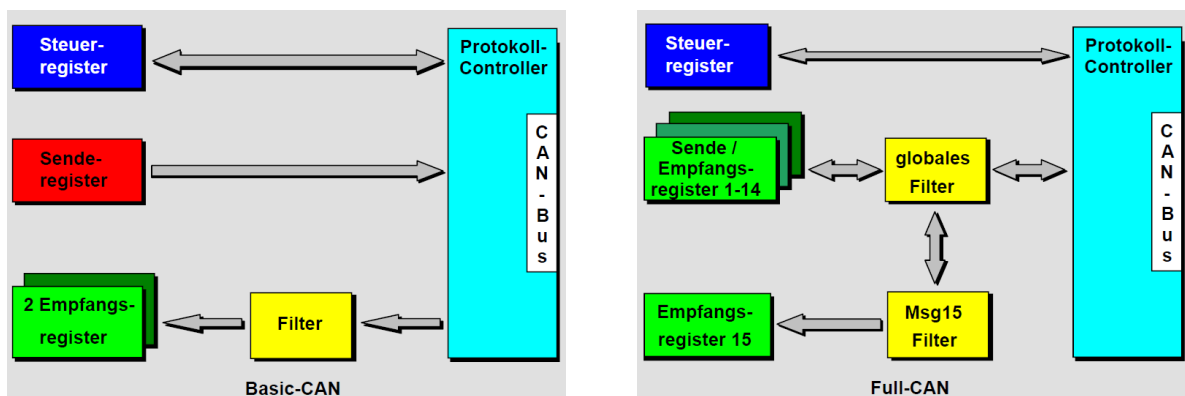 Steuer-
register
Protokoll-
Controller
Sende-
register
C
A
N
-
B
u
s
2 Empfangs-
register
Filter
Basic-CAN
Steuer-
register
Protokoll-
Controller
Sende /
Empfangs-
register 1-14
globales
Filter
C
A
N
-
B
u
s
Empfangs-
register 15
Msg15
Filter
Full-CAN